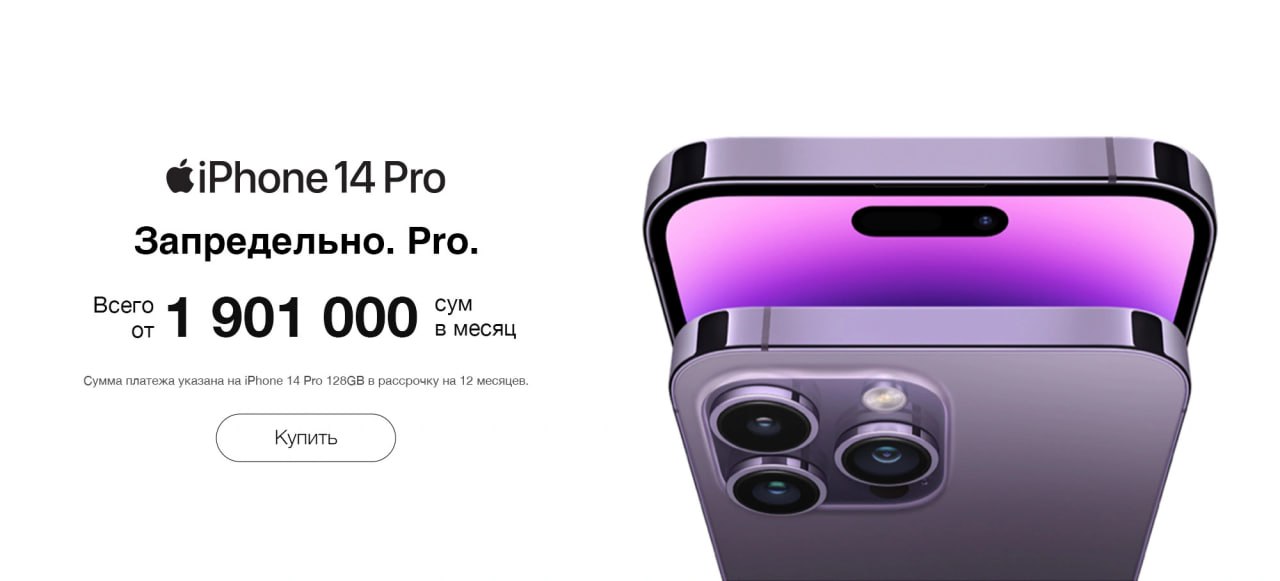 iPhone 14 Pro
Запредельно. Pro.
Всего от 1 901 000 сум в месяц
Сумма платежа указана на iPhone 14 Pro 128GB в рассрочку на 12 месяцев.
Купить